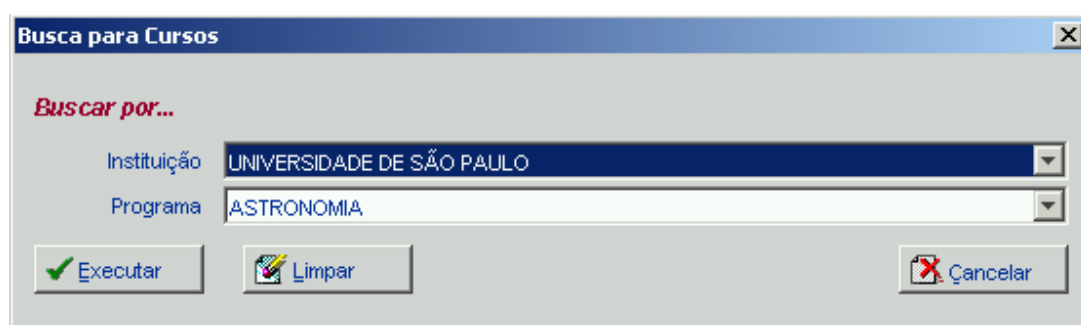 Busca para Cursos
Buscar por...
Instituição UNIVERSIDADE DE SÃO PAULO
Programa ASTRONOMIA
Executar Limpar Cancelar